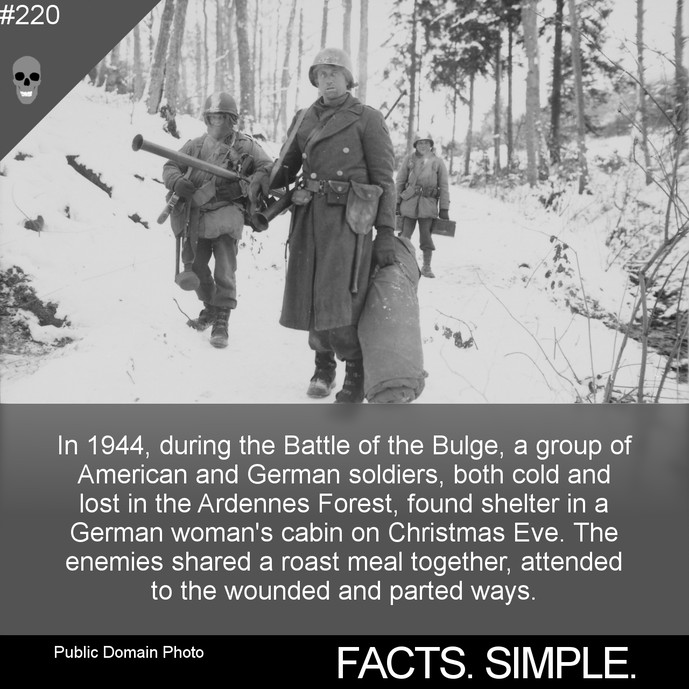 #220
In 1944, during the Battle of the Bulge, a group of
American and German soldiers, both cold and
lost in the Ardennes Forest, found shelter in a
German woman's cabin on Christmas Eve. The
enemies shared a roast meal together, attended
to the wounded and parted ways.
Public Domain Photo
FACTS. SIMPLE.